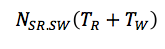 N_{SR,SW}(T_R + T_W)